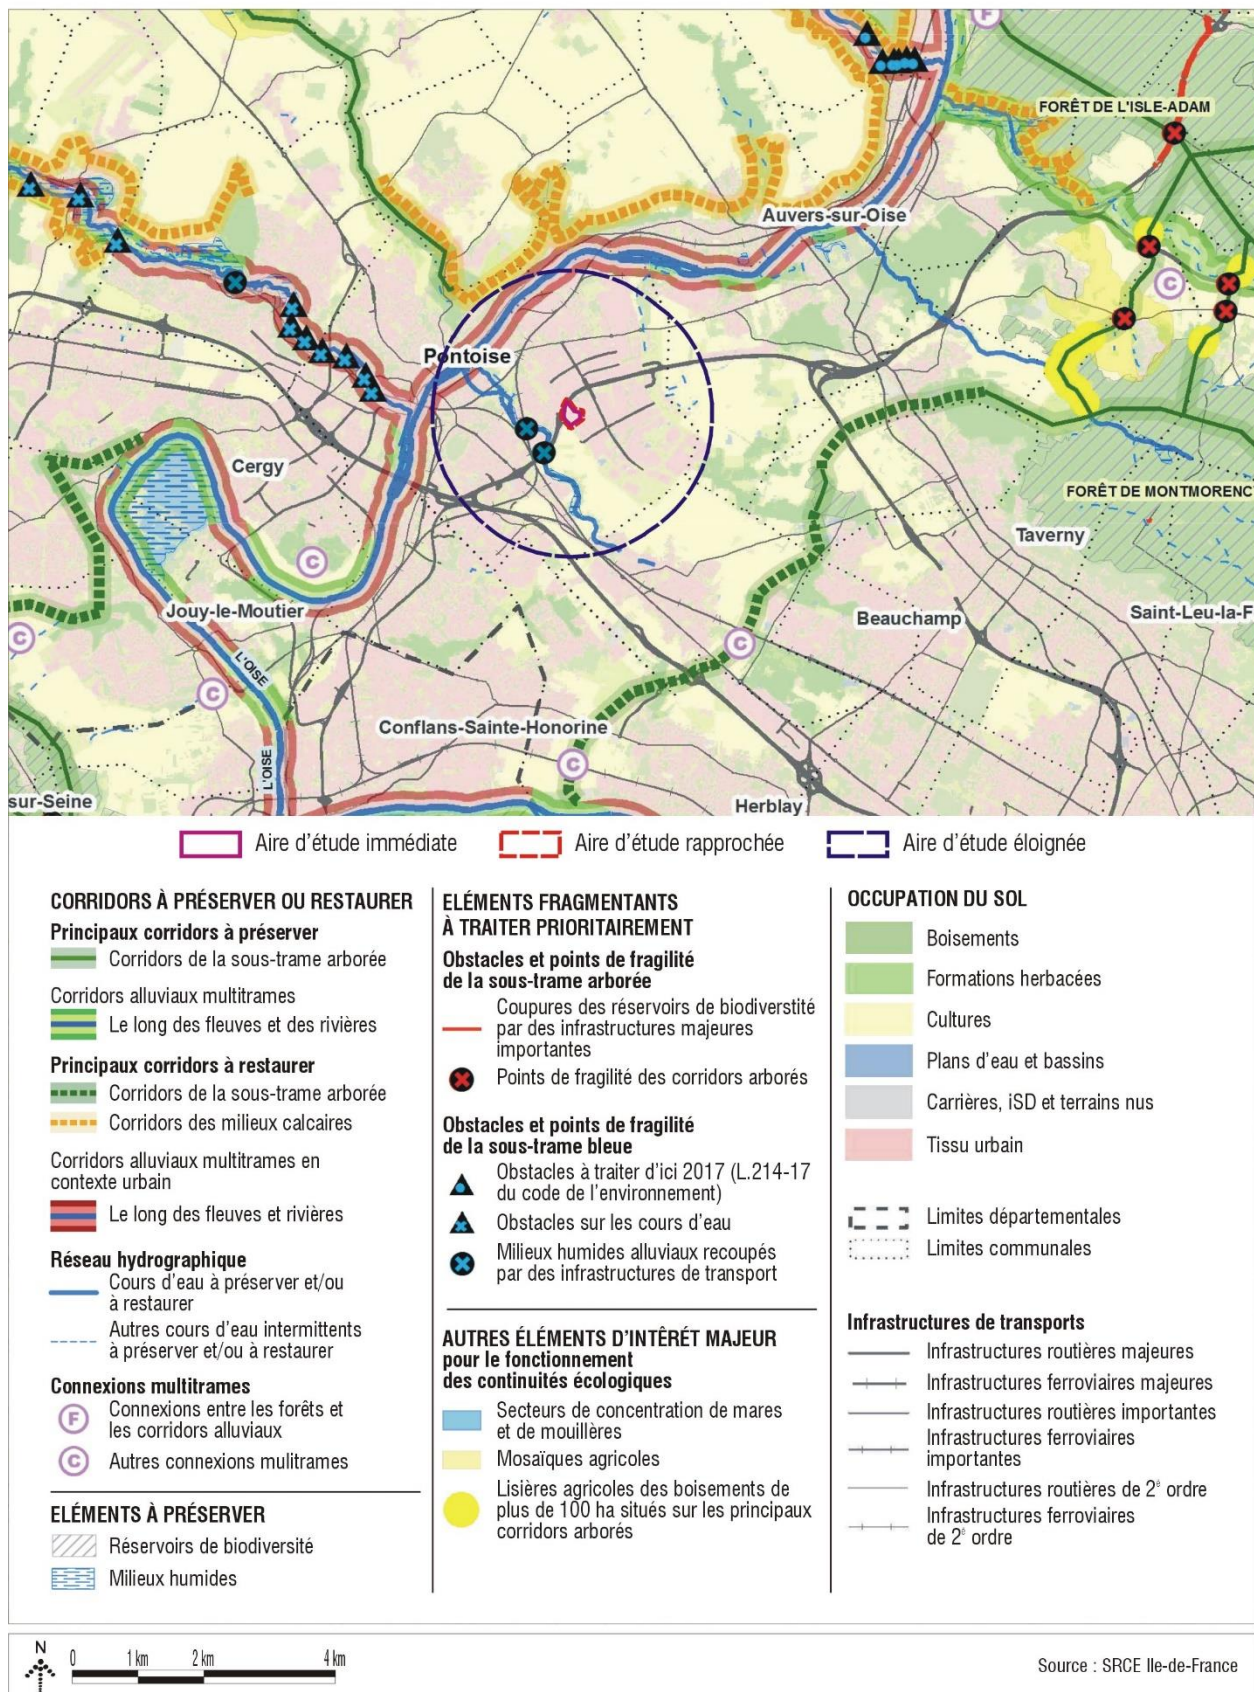 F
FORÊT DE L'ISLE-ADAM
Auvers-sur-Oise
C
Pontoise
Cergy
FORÊT DE MONTMORENC
Taverny
C
Jouy-le-Moutier
Saint-Leu-la-F
Beauchamp
C
C
L'OISE
C
Conflans-Sainte-Honorine
L'OISE
C
sur-Seine
Herblay
Aire d'étude immédiate
Aire d'étude rapprochée
Aire d'étude éloignée
CORRIDORS À PRÉSERVER OU RESTAURER
Principaux corridors à préserver
Corridors de la sous-trame arborée
Corridors alluviaux multitrames
Le long des fleuves et des rivières
Principaux corridors à restaurer
Corridors de la sous-trame arborée
Corridors des milieux calcaires
Corridors alluviaux multitrames en
contexte urbain
Le long des fleuves et rivières
Réseau hydrographique
Cours d'eau à préserver et/ou
à restaurer
Autres cours d'eau intermittents
à préserver et/ou à restaurer
Connexions multitrames
F
Connexions entre les forêts et
les corridors alluviaux
C
Autres connexions mulitrames
ELÉMENTS À PRÉSERVER
Réservoirs de biodiversité
Milieux humides
ELÉMENTS FRAGMENTANTS
À TRAITER PRIORITAIREMENT
Obstacles et points de fragilité
de la sous-trame arborée
Coupures des réservoirs de biodiverstité
par des infrastructures majeures
importantes
Points de fragilité des corridors arborés
Obstacles et points de fragilité
de la sous-trame bleue
Obstacles à traiter d'ici 2017 (L.214-17
du code de l'environnement)
Obstacles sur les cours d'eau
Milieux humides alluviaux recoupés
par des infrastructures de transport
AUTRES ÉLÉMENTS D'INTÉRÊT MAJEUR
pour le fonctionnement
des continuités écologiques
Secteurs de concentration de mares
et de mouillères
Mosaïques agricoles
Lisières agricoles des boisements de
plus de 100 ha situés sur les principaux
corridors arborés
OCCUPATION DU SOL
Boisements
Formations herbacées
Cultures
Plans d'eau et bassins
Carrières, iSD et terrains nus
Tissu urbain
Limites départementales
Limites communales
Infrastructures de transports
Infrastructures routières majeures
Infrastructures ferroviaires majeures
Infrastructures routières importantes
Infrastructures ferroviaires
importantes
Infrastructures routières de 2è ordre
Infrastructures ferroviaires
de 2è ordre
N
0 1 km 2 km 4 km
Source : SRCE Ile-de-France